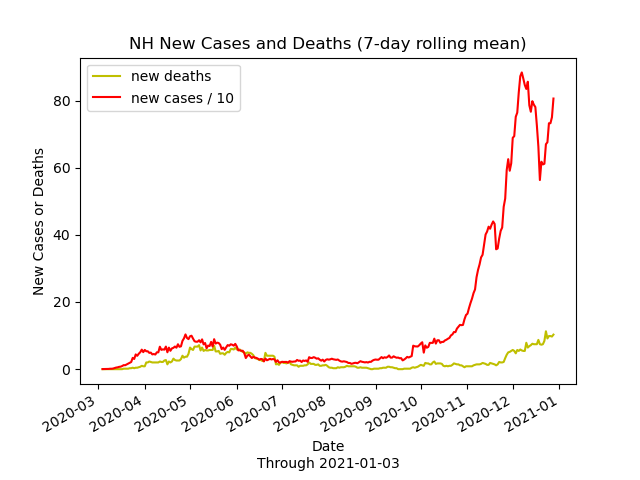 NH New Cases and Deaths (7-day rolling mean)
new deaths
new cases / 10
80
60
40
20
0
New Cases or Deaths
2020-03
2020-04
2020-05
2020-06
2020-07
2020-08
2020-09
2020-10
2020-11
2020-12
2021-01
Date
Through 2021-01-03